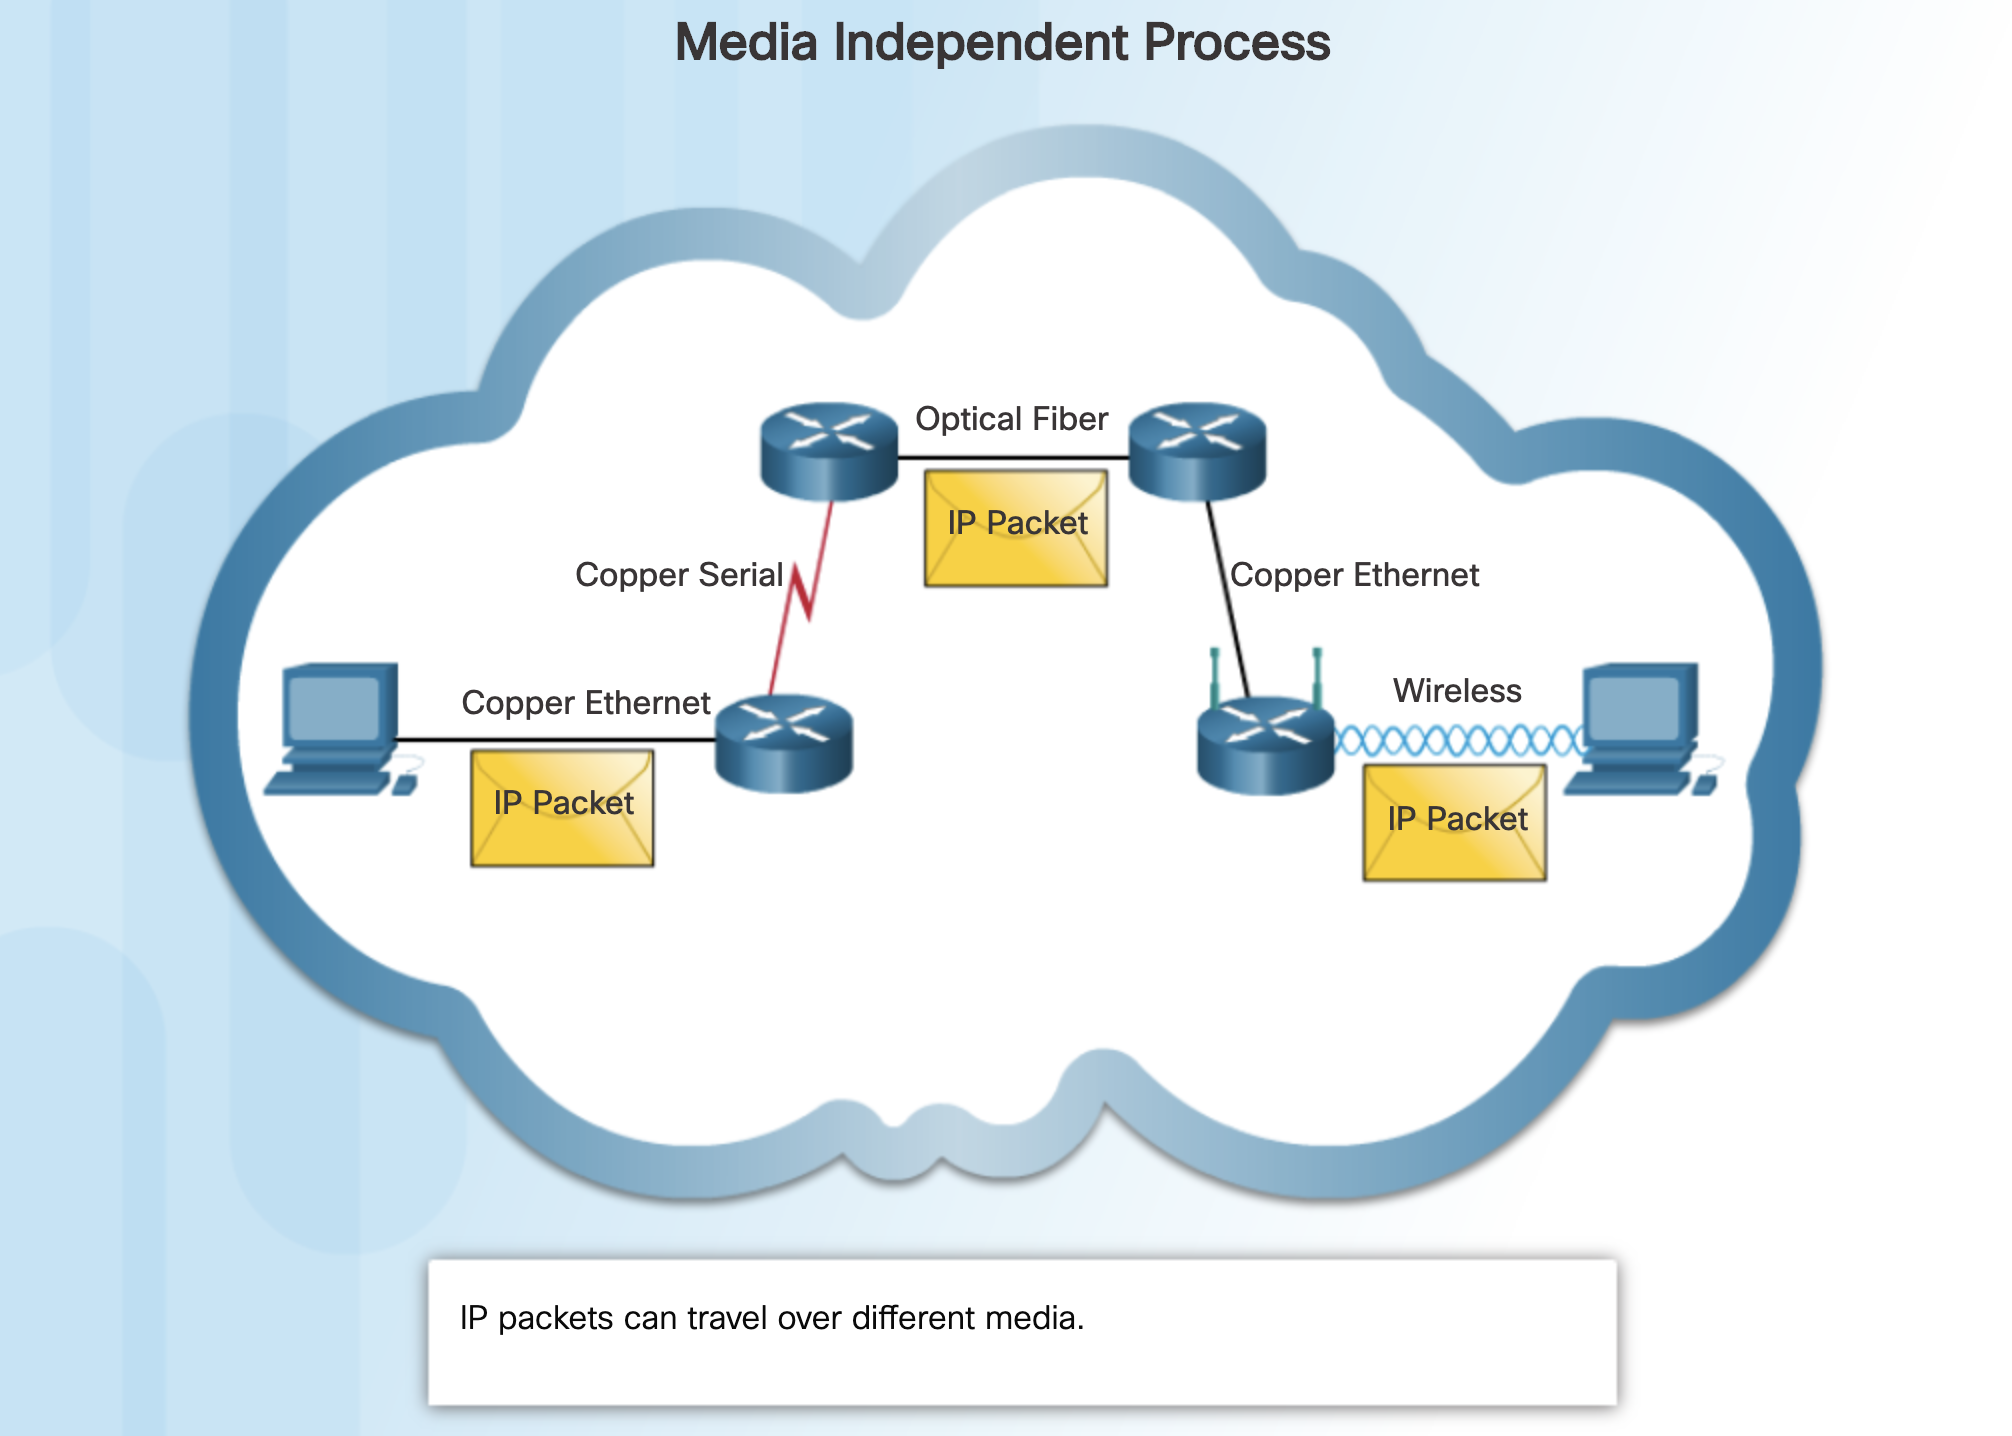 Media Independent Process
Optical Fiber
IP Packet
Copper Serial
Copper Ethernet
Copper Ethernet
IP Packet
Wireless
IP Packet
IP packets can travel over different media.